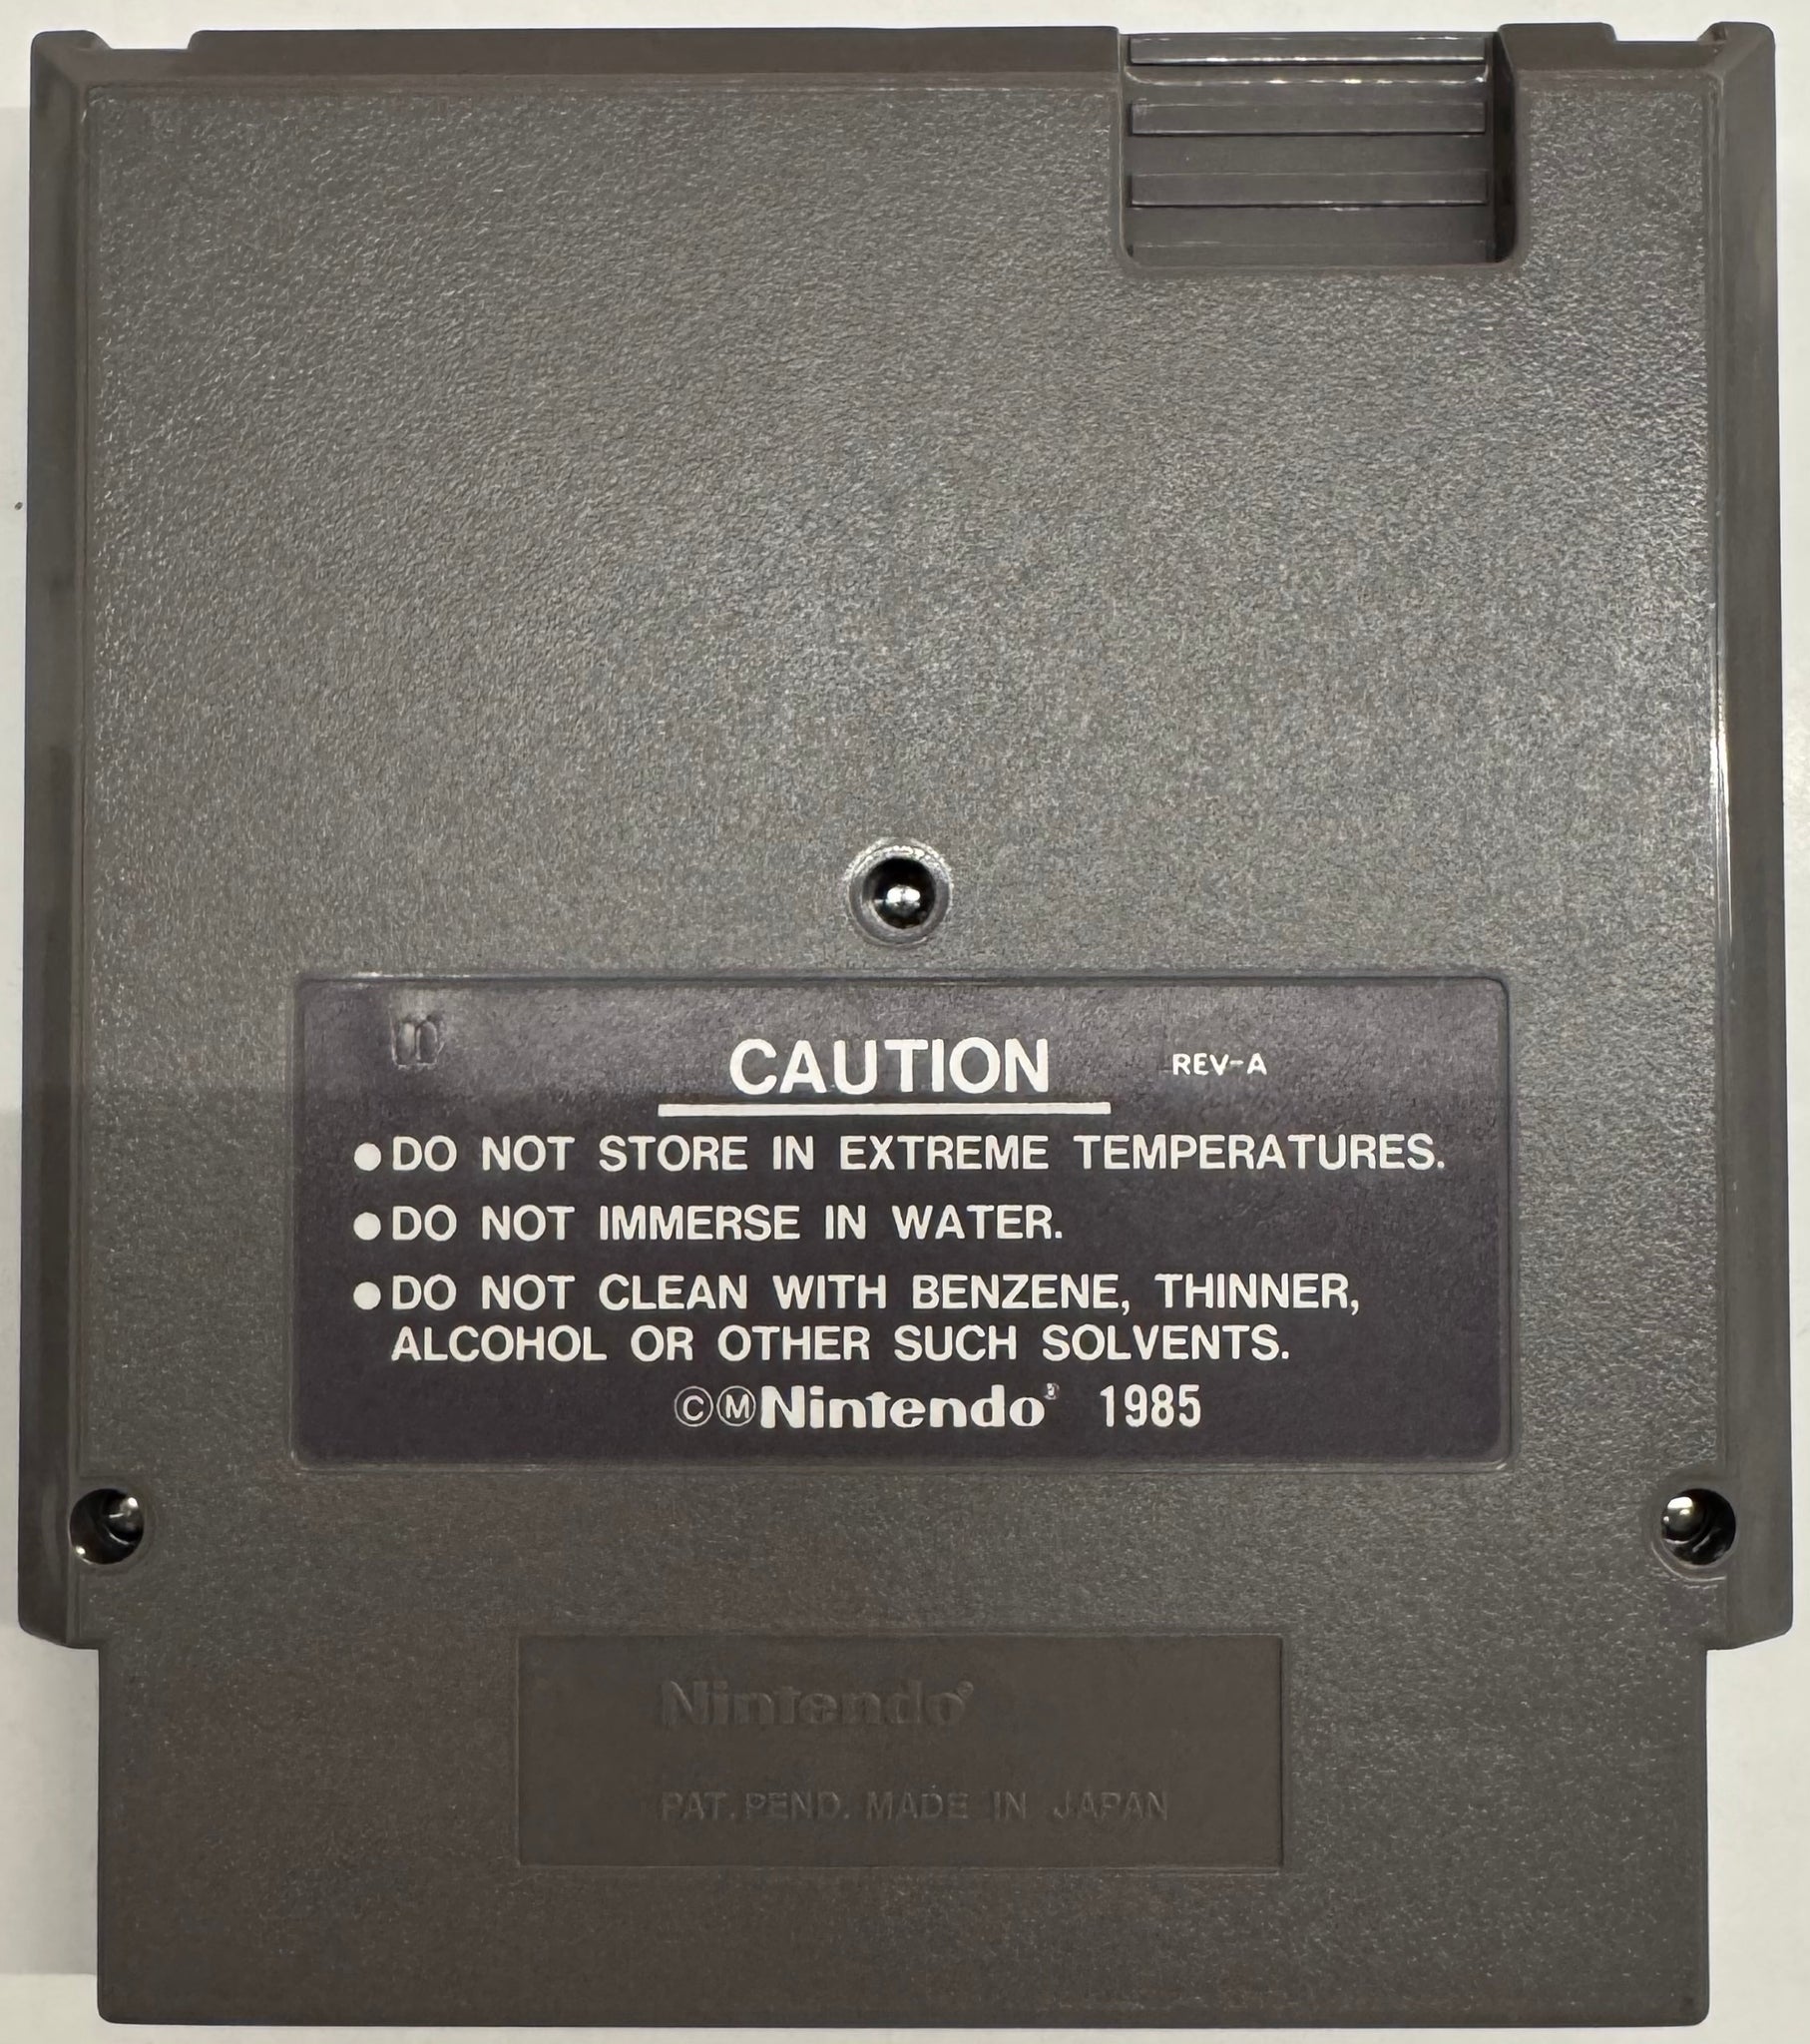 CAUTION REV-A
●DO NOT STORE IN EXTREME TEMPERATURES.
●DO NOT IMMERSE IN WATER.
●DO NOT CLEAN WITH BENZENE, THINNER,
ALCOHOL OR OTHER SUCH SOLVENTS.
©ⓂNintendo® 1985
Nintendo®
PAT. PEND. MADE IN JAPAN